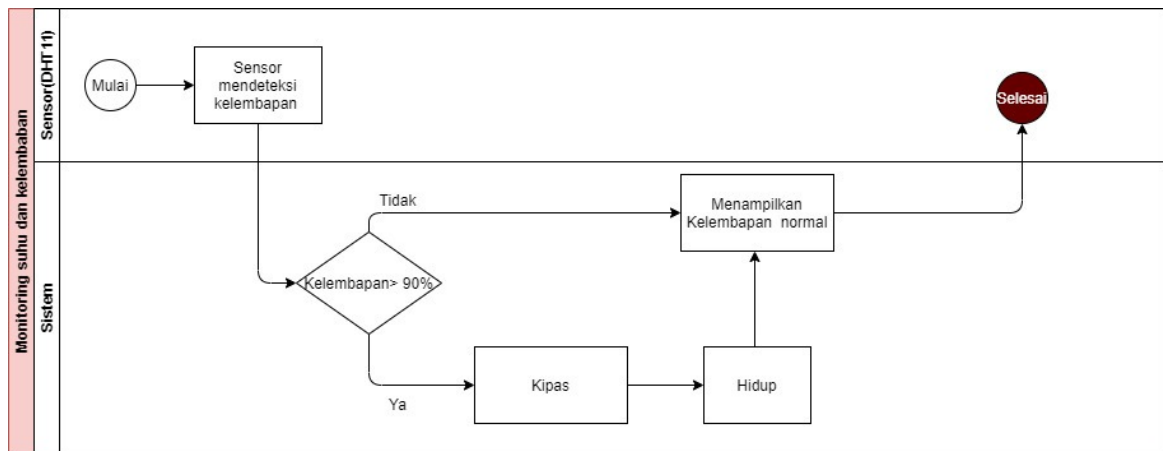 Monitoring suhu dan kelembaban
Sensor(DHT11)
Mulai
Sensor
mendeteksi
kelembapan
Selesai
Sistem
Tidak
Menampilkan
Kelembapan normal
Kelembapan> 90%
Ya
Kipas
Hidup